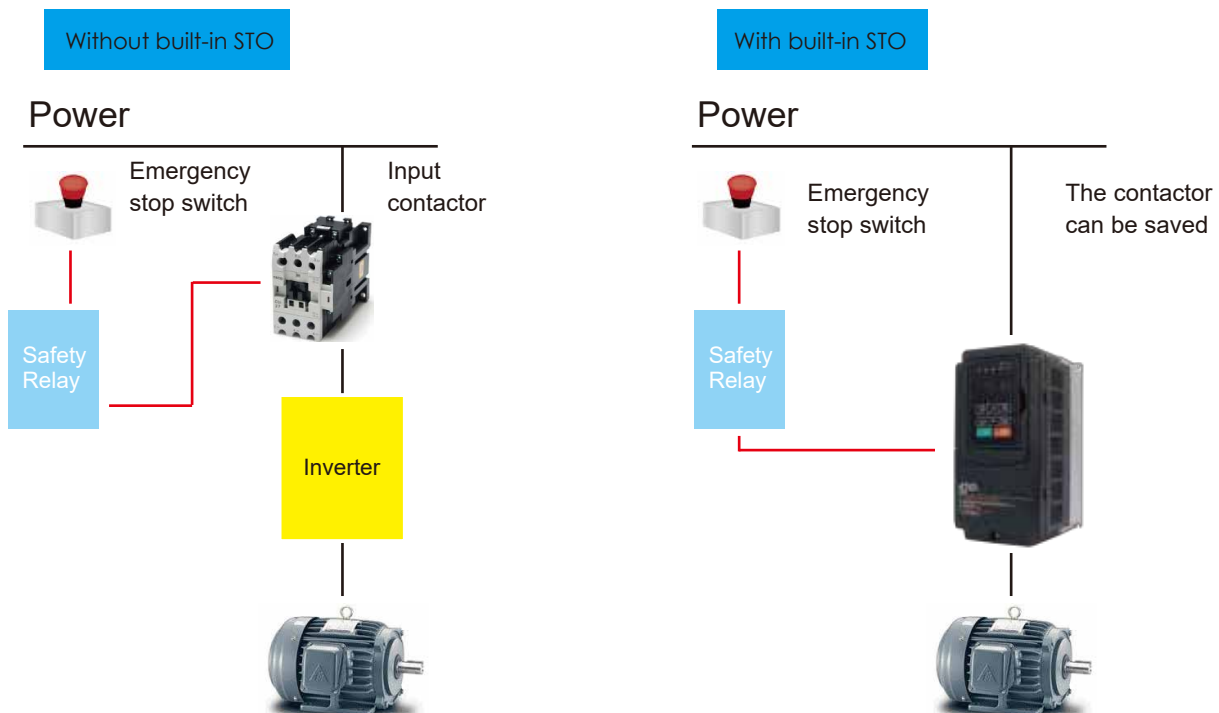 Without built-in STO
With built-in STO
Power
Power
Emergency
stop switch
Input
contactor
Emergency
stop switch
The contactor
can be saved
Safety
Relay
Safety
Relay
Inverter